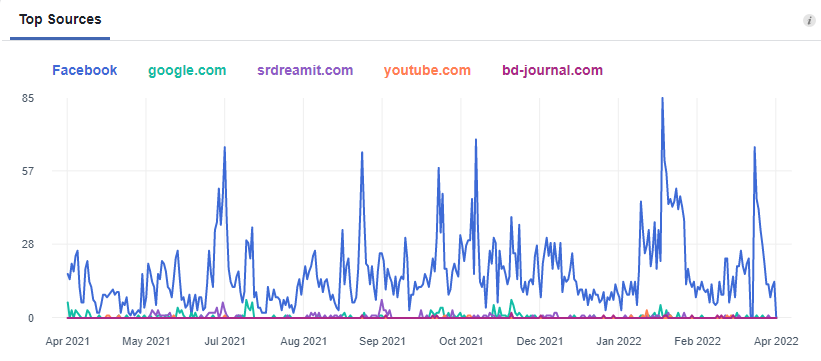 Top Sources
i
Facebook google.com srdreamit.com youtube.com bd-journal.com
85
57
28
0
Apr 2021 May 2021 Jul 2021 Aug 2021 Sep 2021 Oct 2021 Dec 2021 Jan 2022 Feb 2022 Apr 2022